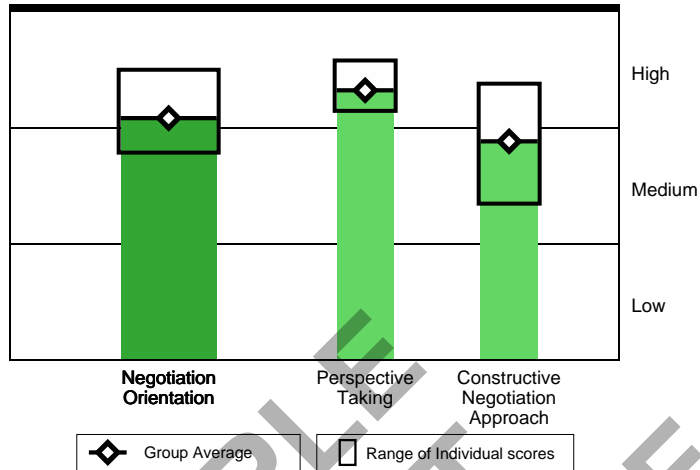 High
Medium
Low
Negotiation
Orientation
Perspective
Taking
Constructive
Negotiation
Approach
Group Average
Range of Individual scores